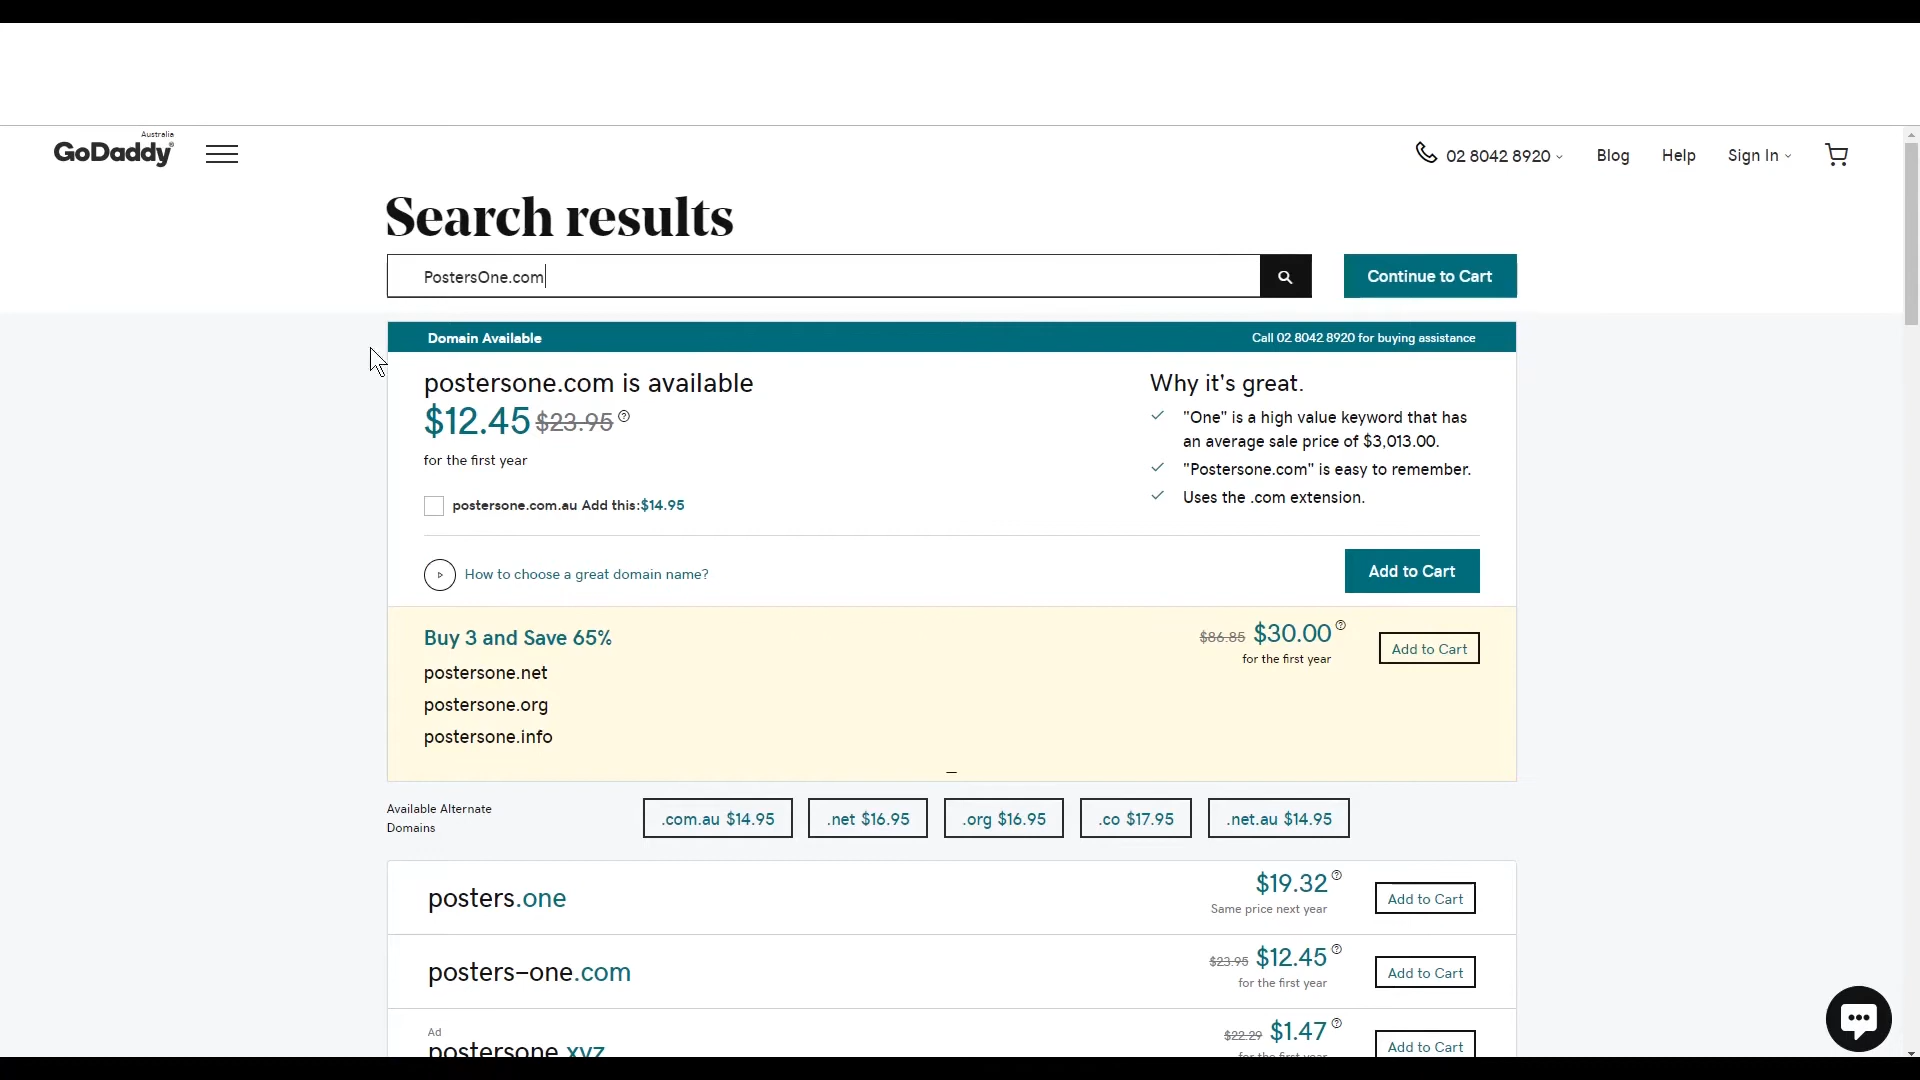 Australia
GoDaddy®
02 8042 8920
Blog
Help
Sign In
Search results
PostersOne.com
Continue to Cart
Domain Available
Call 02 8042 8920 for buying assistance
postersone.com is available
$12.45 $23.95 ?
for the first year
postersone.com.au Add this:$14.95
Why it's great.
"One" is a high value keyword that has
an average sale price of $3,013.00.
"Postersone.com" is easy to remember.
Uses the .com extension.
How to choose a great domain name?
Add to Cart
Buy 3 and Save 65%
postersone.net
postersone.org
postersone.info
$86.85 $30.00 ?
for the first year
Add to Cart
Available Alternate
Domains
.com.au $14.95
.net $16.95
.org $16.95
.co $17.95
.net.au $14.95
posters.one
$19.32 ?
Same price next year
Add to Cart
posters-one.com
$23.95 $12.45 ?
for the first year
Add to Cart
Ad
postersone.xyz
$22.29 $1.47 ?
for the first year
Add to Cart